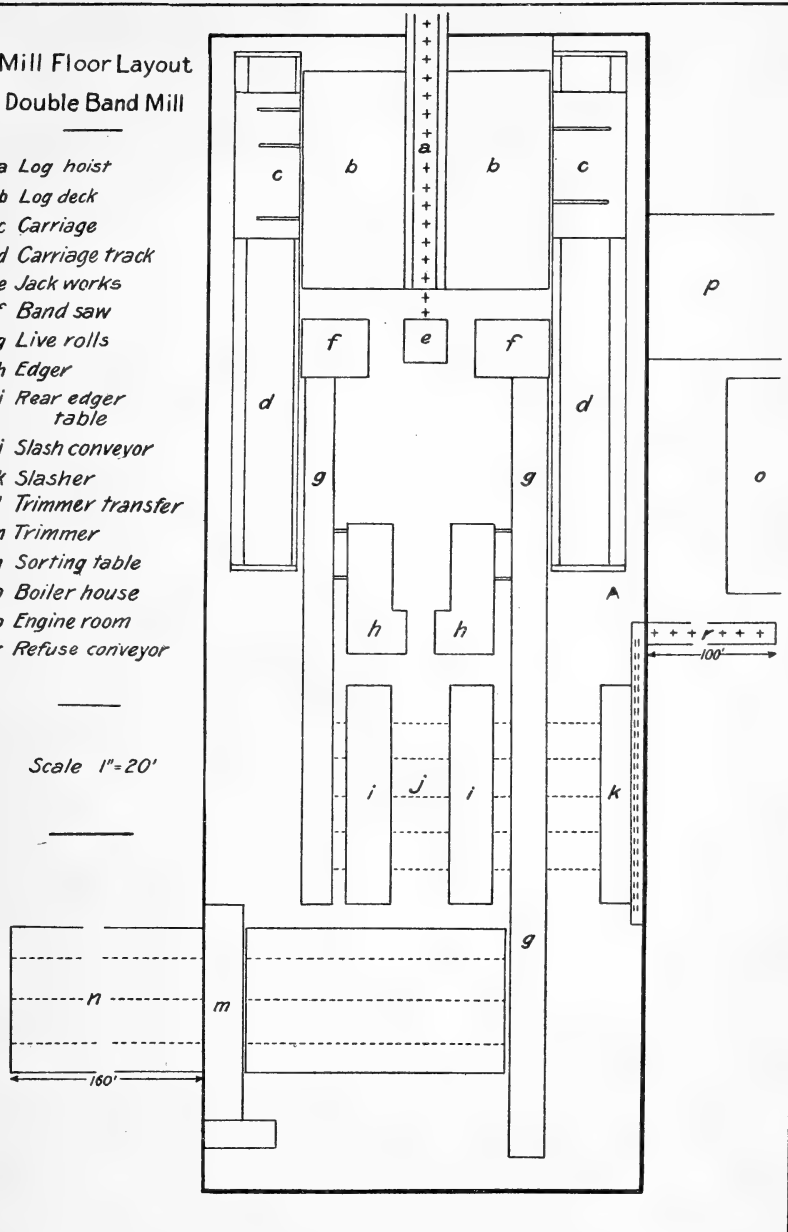 Mill Floor Layout
Double Band Mill
a Log hoist
b Log deck
c Carriage
d Carriage track
e Jack works
f Band saw
g Live rolls
h Edger
i Rear edger
table
j Slash conveyor
k Slasher
l Trimmer transfer
m Trimmer
n Sorting table
o Boiler house
p Engine room
r Refuse conveyor
Scale 1"=20'
a
b
b
c
c
p
e
f
f
d
d
g
g
o
A
h
h
r
100'
i
j
i
k
g
n
m
160'